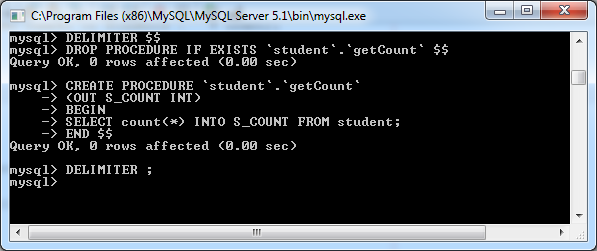 C:\Program Files (x86)\MySQL\MySQL Server 5.1\bin\mysql.exe
mysql> DELIMITER $$
mysql> DROP PROCEDURE IF EXISTS `student`.`getCount` $$
Query OK, 0 rows affected (0.00 sec)
mysql> CREATE PROCEDURE `student`.`getCount`
-> (OUT S_COUNT INT)
-> BEGIN
-> SELECT count(*) INTO S_COUNT FROM student;
-> END $$
Query OK, 0 rows affected (0.00 sec)
mysql> DELIMITER ;
mysql>